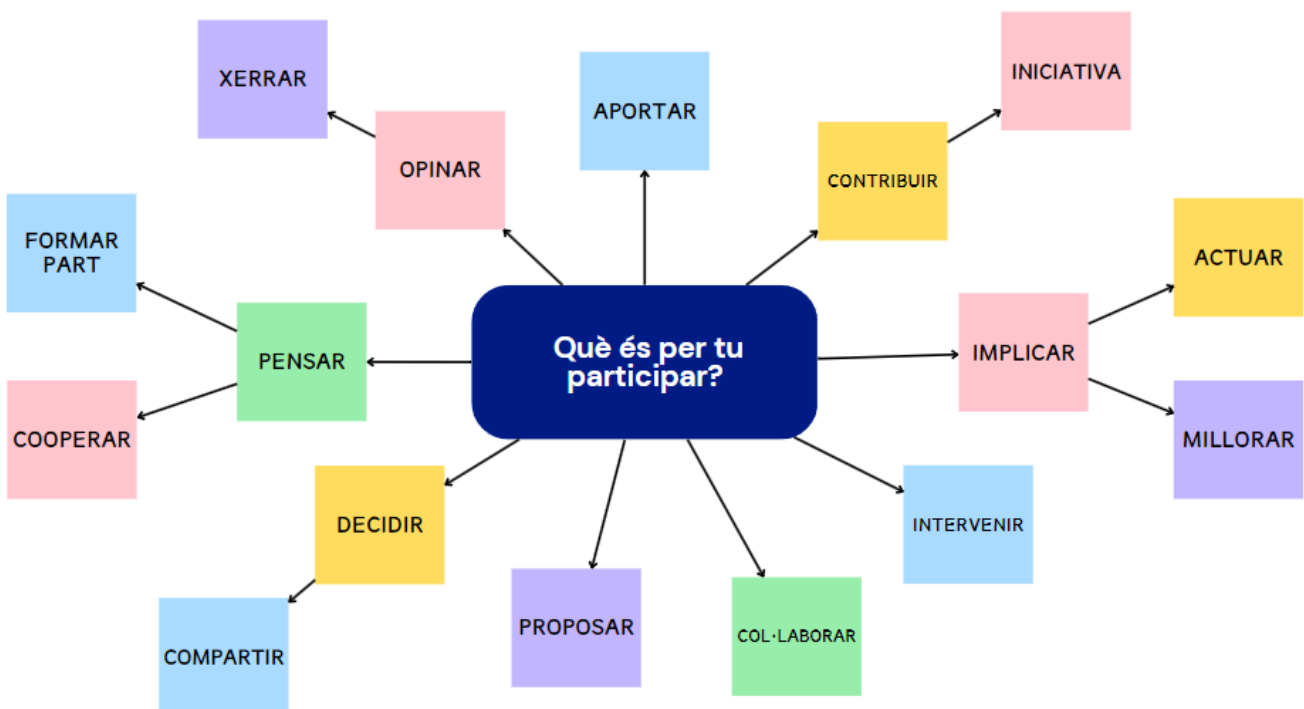 XERRAR
OPINAR
APORTAR
CONTRIBUIR
INICIATIVA
FORMAR
PART
PENSAR
COOPERAR
Què és per tu
participar?
IMPLICAR
ACTUAR
MILLORAR
DECIDIR
COMPARTIR
PROPOSAR
COL·LABORAR
INTERVENIR